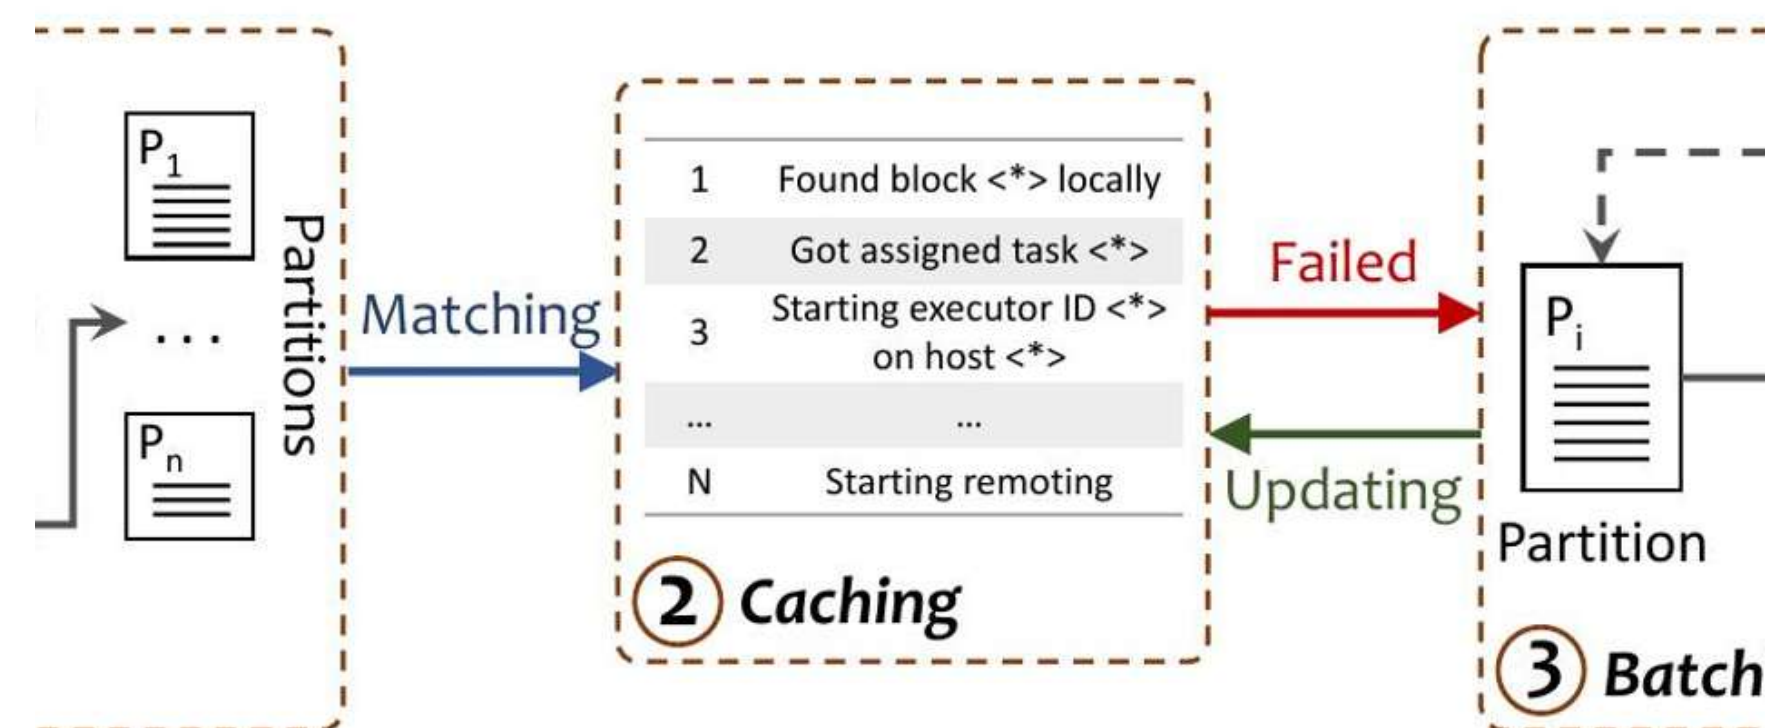 P1
...
Pn
Partitions
Matching
1 Found block <*> locally
2 Got assigned task <*>
3 Starting executor ID <*>
on host <*>
... ...
N Starting remoting
2 Caching
Failed
Updating
Pi
Partition
3 Batch